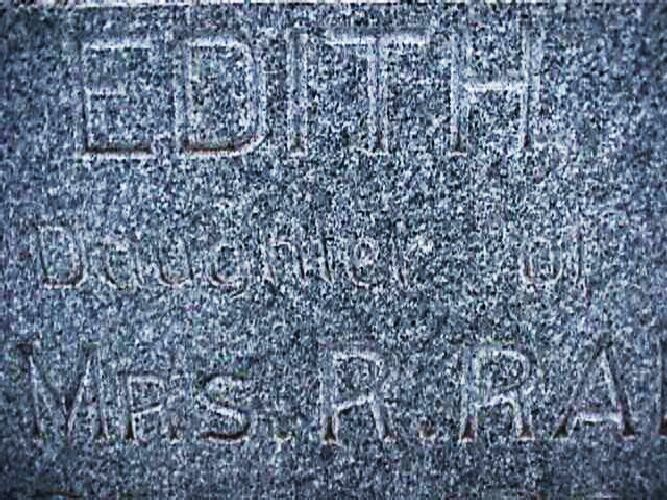 EDITH.
Daughter of
MRS. R. RA